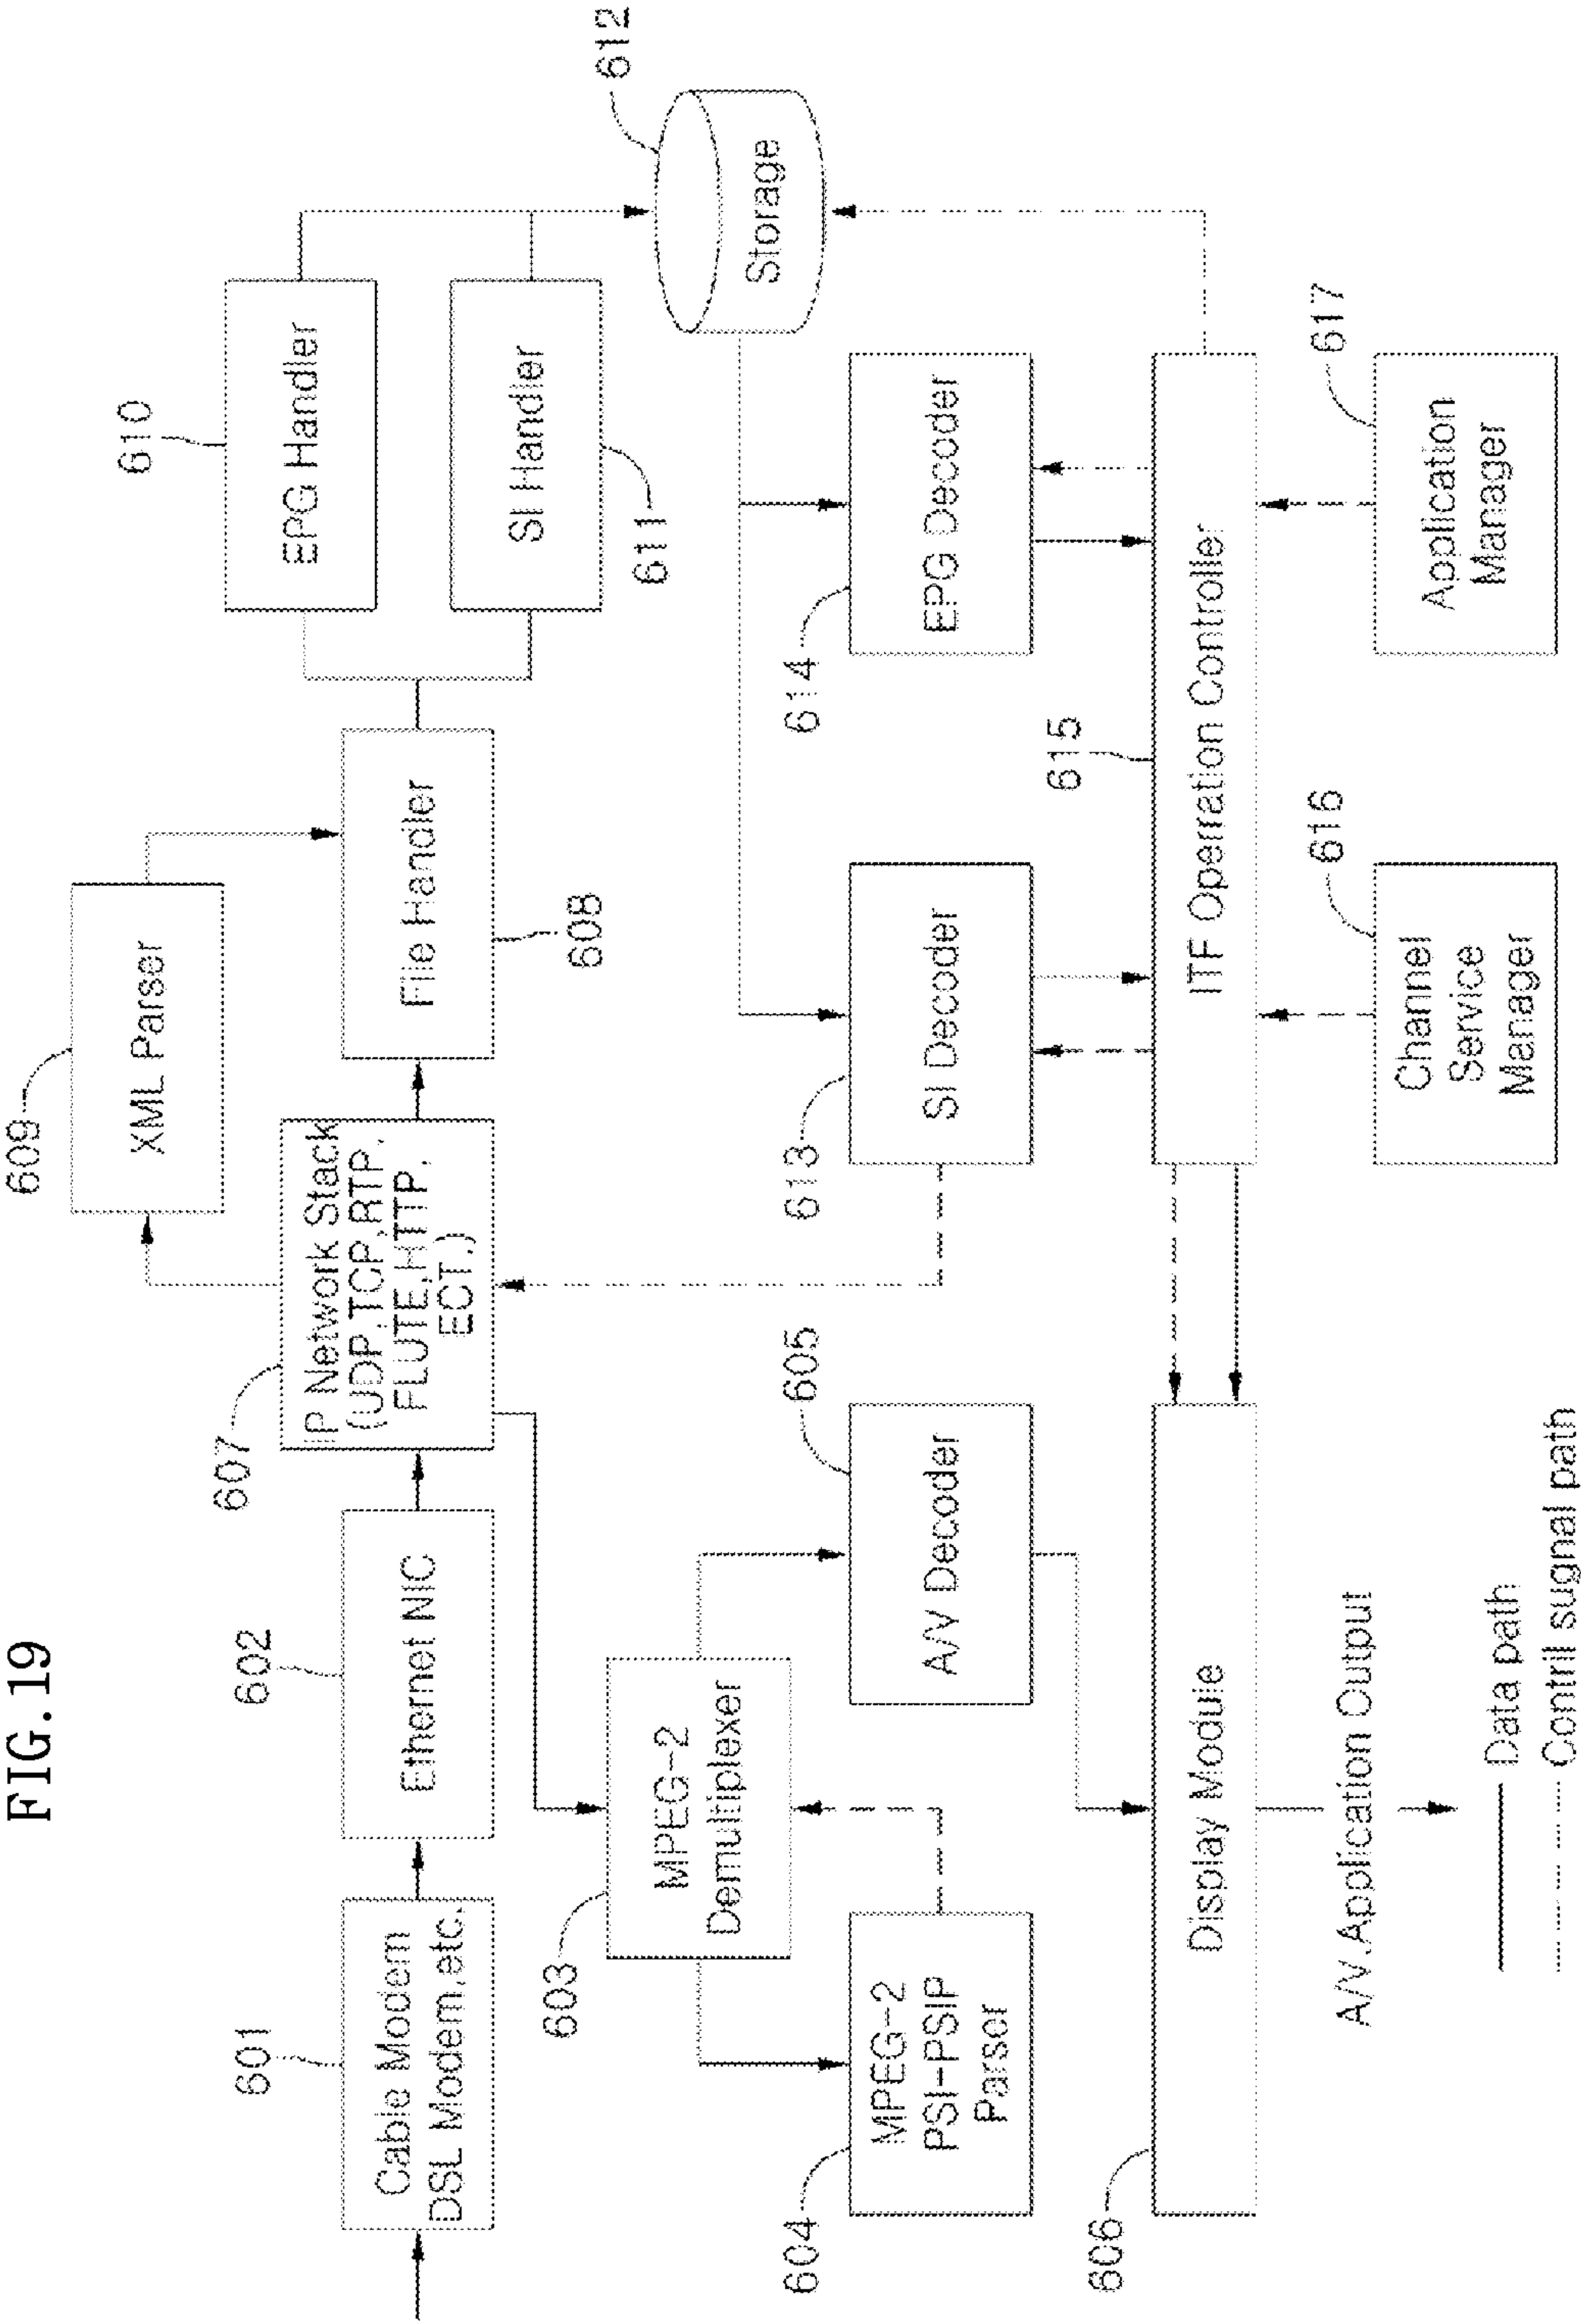 FIG.19
609
XML Parser
610
EPG Handler
601
602
607
Cable Modem
DSL Modem,etc.
Ethernet NIC
IP Network Stack
(UDP,TCP,RTP,
FLUTE,HTTP,
ECT.)
File Handler
608
SI Handler
611
612
Storage
603
MPEG-2
Demultiplexer
604
MPEG-2
PSI-PSIP
Parser
605
A/V Decoder
613
SI Decoder
614
EPG Decoder
606
Display Module
615
ITF Operration Controller
A/V.Application Output
616
Channel
Service
Manager
617
Application
Manager
Data path
Contril sugnal path